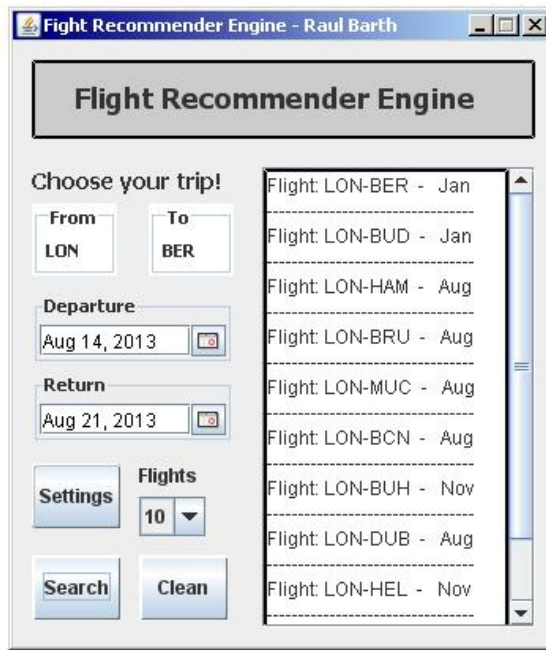 Fight Recommender Engine - Raul Barth
Flight Recommender Engine
Choose your trip!
From
LON
To
BER
Departure
Aug 14, 2013
Return
Aug 21, 2013
Settings
Flights
10
Search
Clean
Flight: LON-BER - Jan
--------------------------------
Flight: LON-BUD - Jan
--------------------------------
Flight: LON-HAM - Aug
--------------------------------
Flight: LON-BRU - Aug
--------------------------------
Flight: LON-MUC - Aug
--------------------------------
Flight: LON-BCN - Aug
--------------------------------
Flight: LON-BUH - Nov
--------------------------------
Flight: LON-DUB - Aug
--------------------------------
Flight: LON-HEL - Nov
--------------------------------